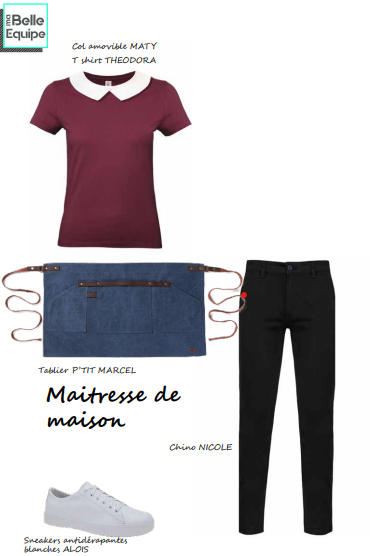 ma
Belle
Equipe
Col amovible MATY
T shirt THEODORA
Tablier P'TIT MARCEL
Maitresse de
maison
Chino NICOLE
Sneakers antidérapantes
blanches ALOIS